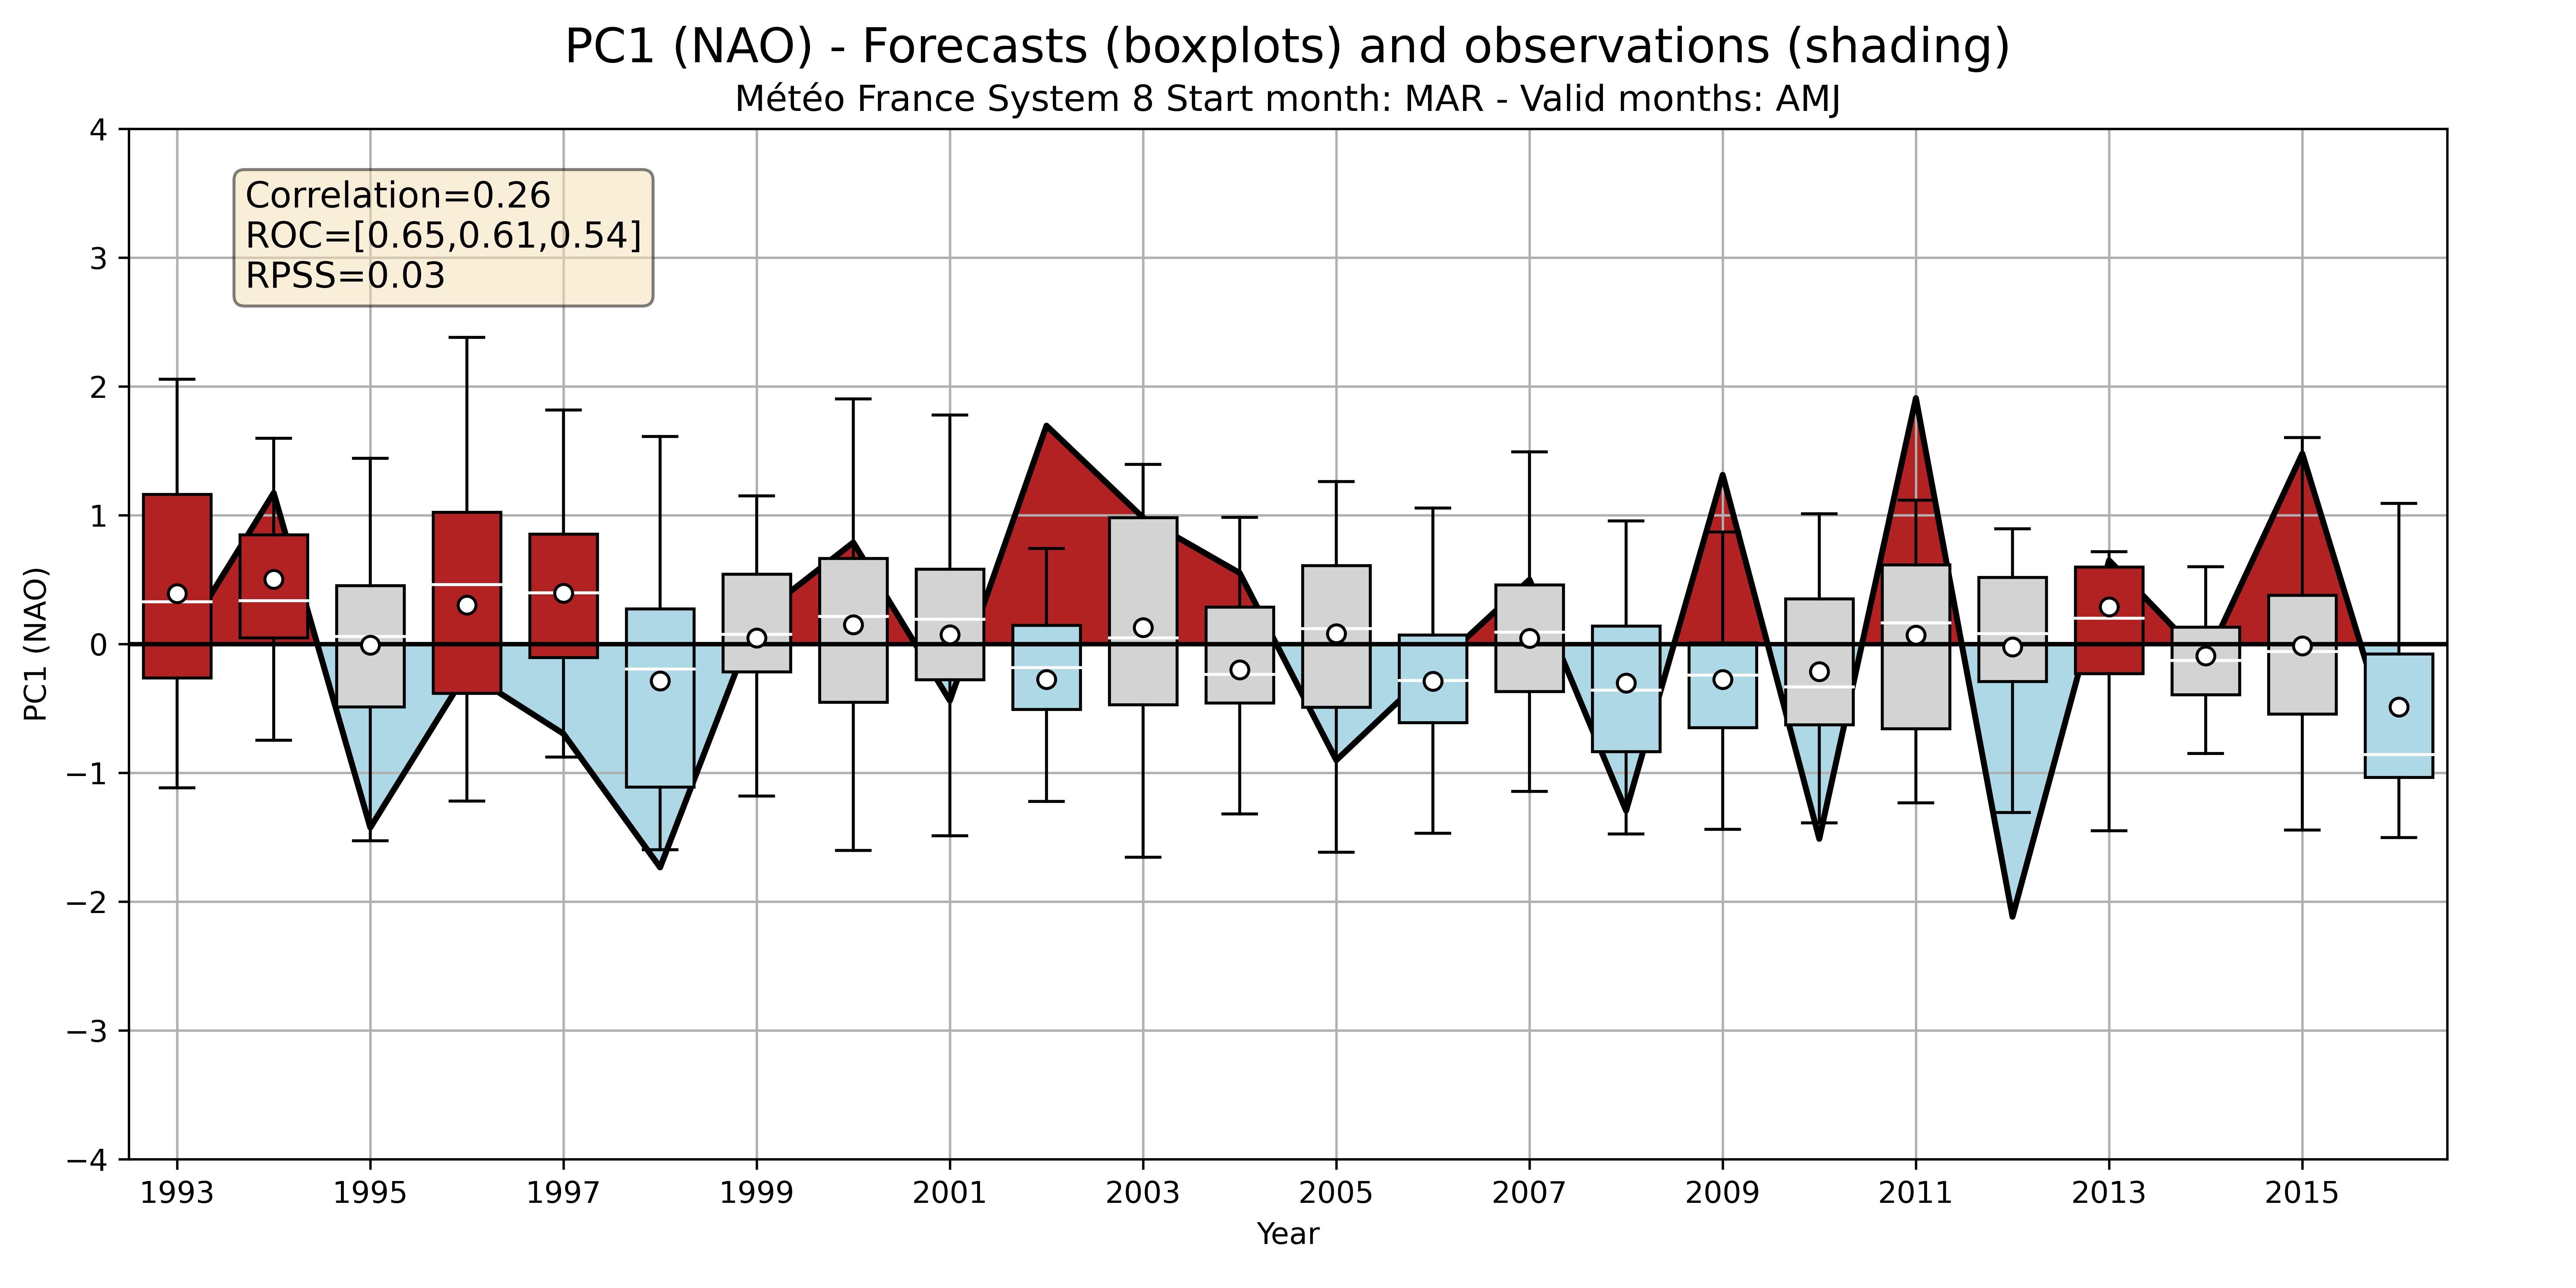 PC1 (NAO) - Forecasts (boxplots) and observations (shading)
Météo France System 8 Start month: MAR - Valid months: AMJ
Correlation=0.26
ROC=[0.65,0.61,0.54]
RPSS=0.03
PC1 (NAO)
4
3
2
1
0
−1
−2
−3
−4
1993 1995 1997 1999 2001 2003 2005 2007 2009 2011 2013 2015
Year